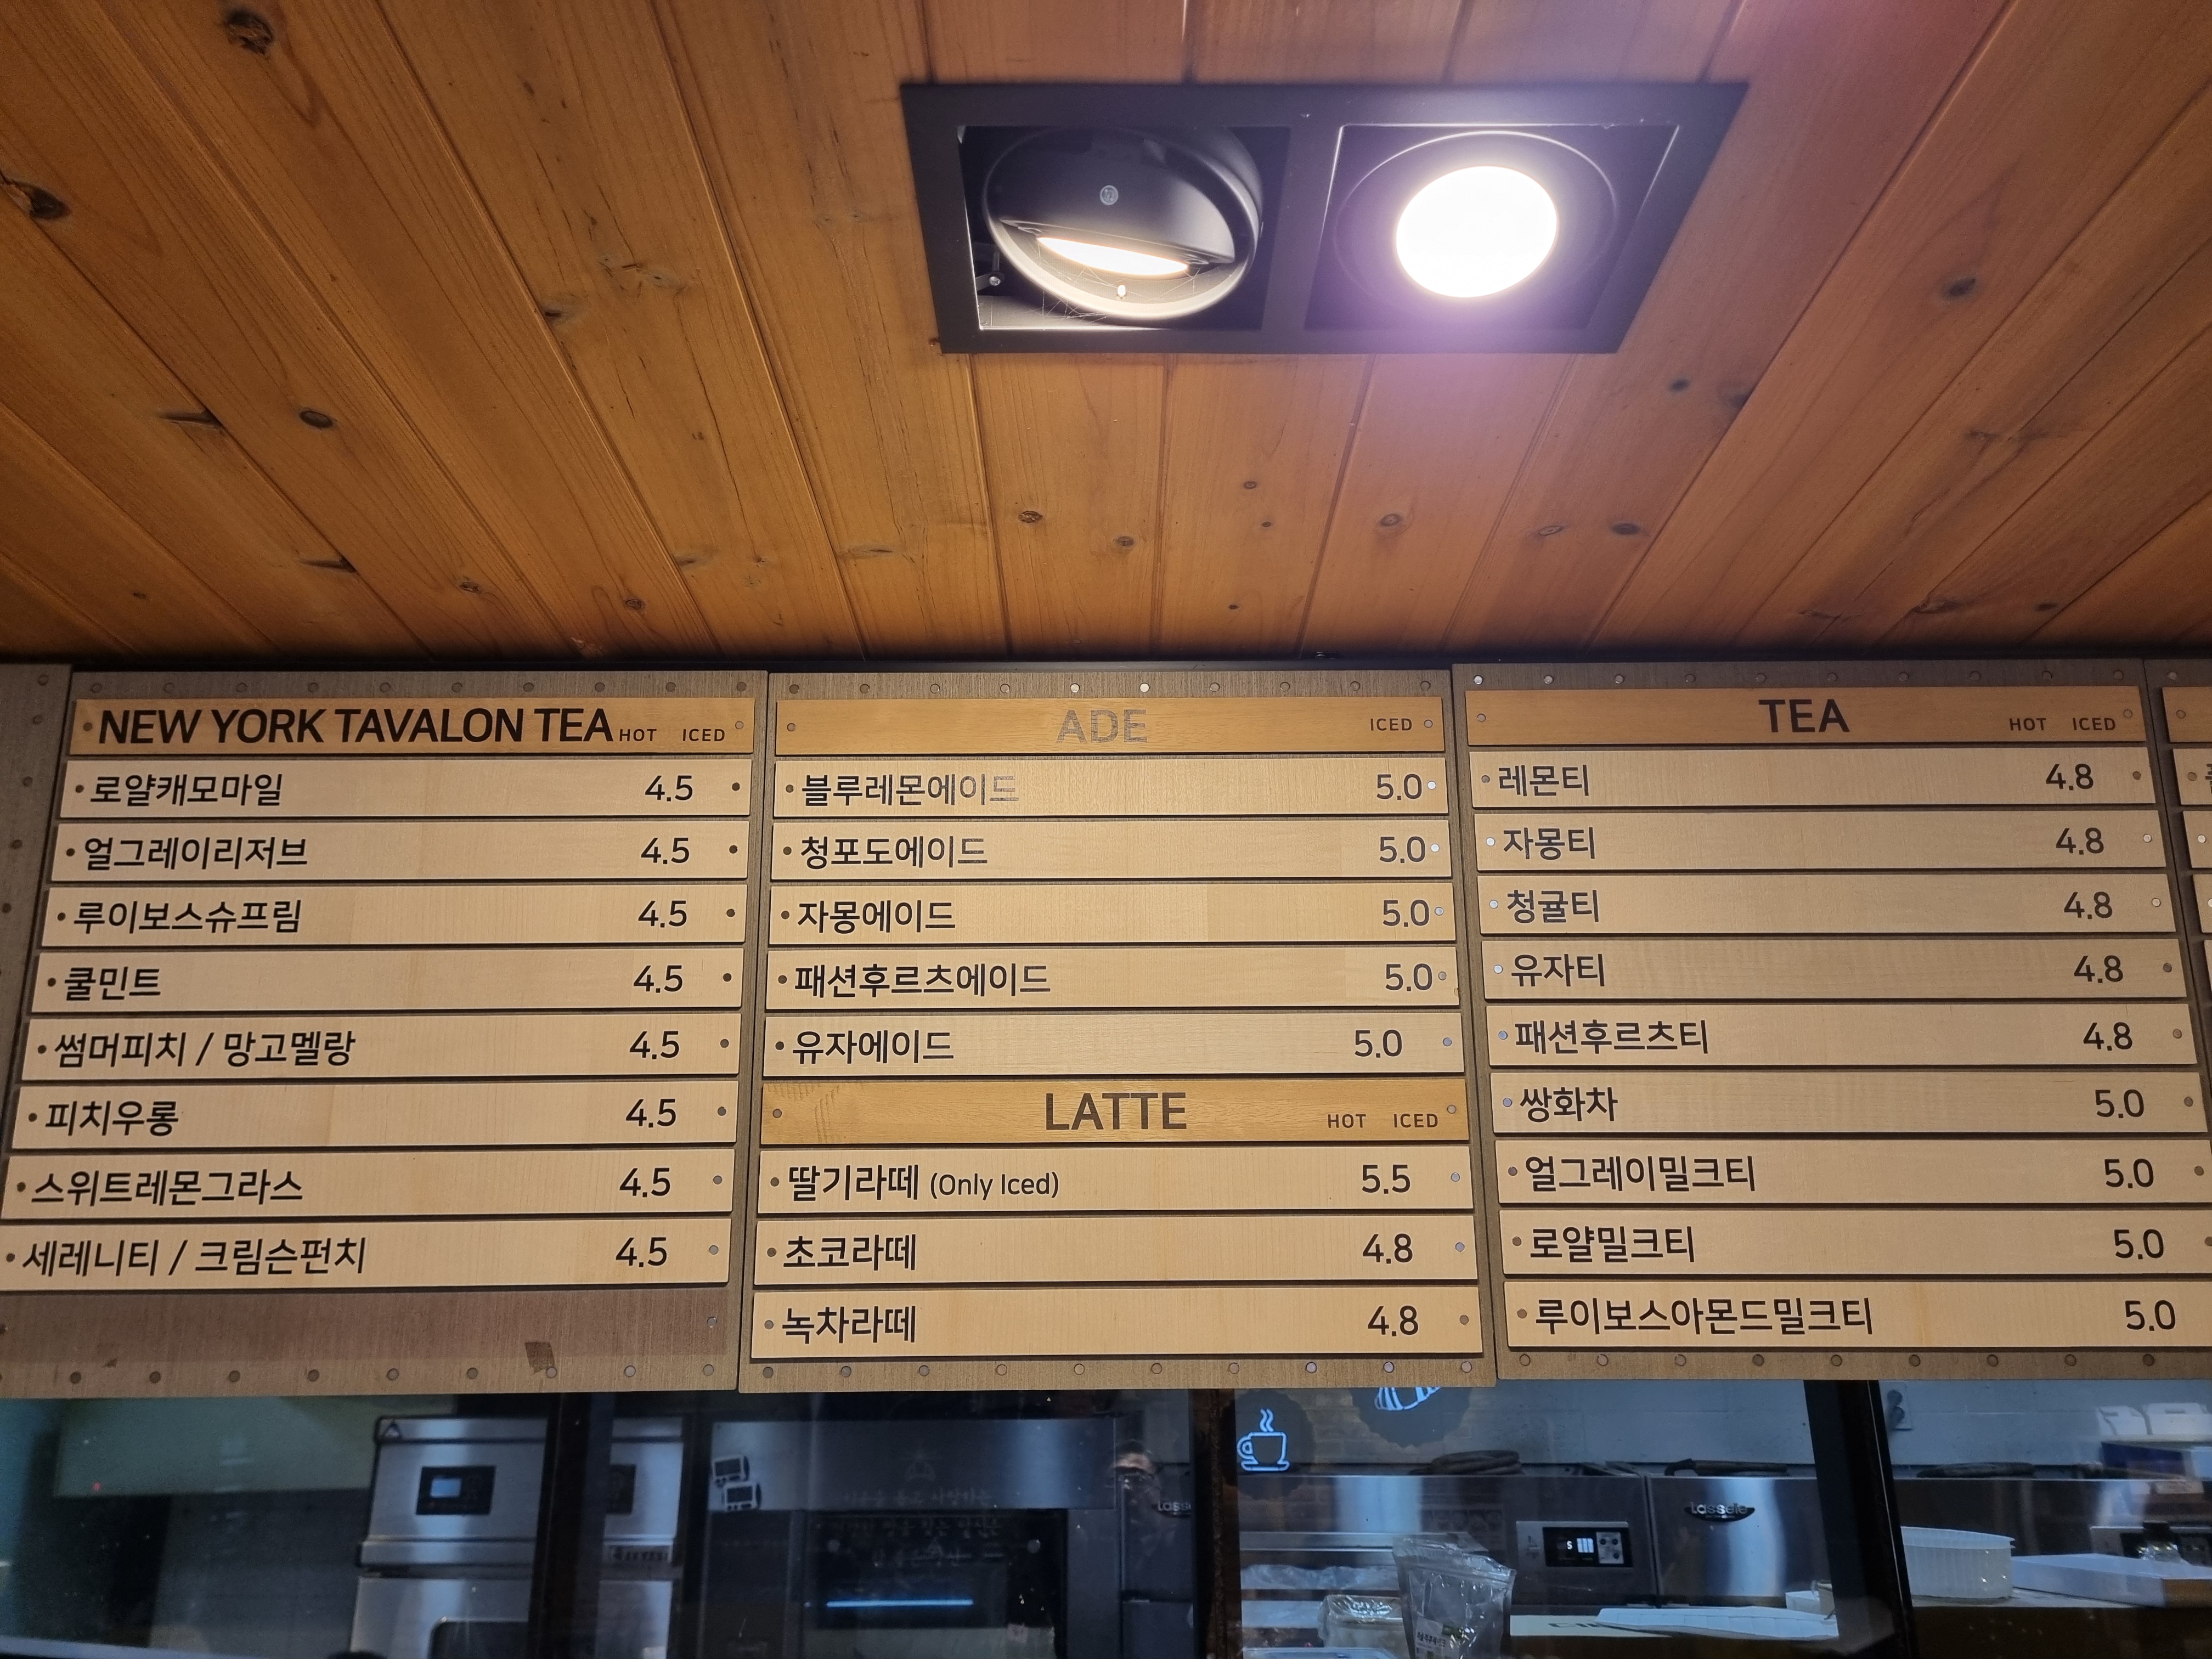 NEW YORK TAVALON TEA HOT ICED
로얄캐모마일 4.5
얼그레이리저브 4.5
루이보스슈프림 4.5
쿨민트 4.5
썸머피치 / 망고멜랑 4.5
피치우롱 4.5
스위트레몬그라스 4.5
세레니티 / 크림슨펀치 4.5
ADE ICED
블루레몬에이드 5.0
청포도에이드 5.0
자몽에이드 5.0
패션후르츠에이드 5.0
유자에이드 5.0
LATTE HOT ICED
딸기라떼 (Only Iced) 5.5
초코라떼 4.8
녹차라떼 4.8
TEA HOT ICED
레몬티 4.8
자몽티 4.8
청귤티 4.8
유자티 4.8
패션후르츠티 4.8
쌍화차 5.0
얼그레이밀크티 5.0
로얄밀크티 5.0
루이보스아몬드밀크티 5.0
Lassele